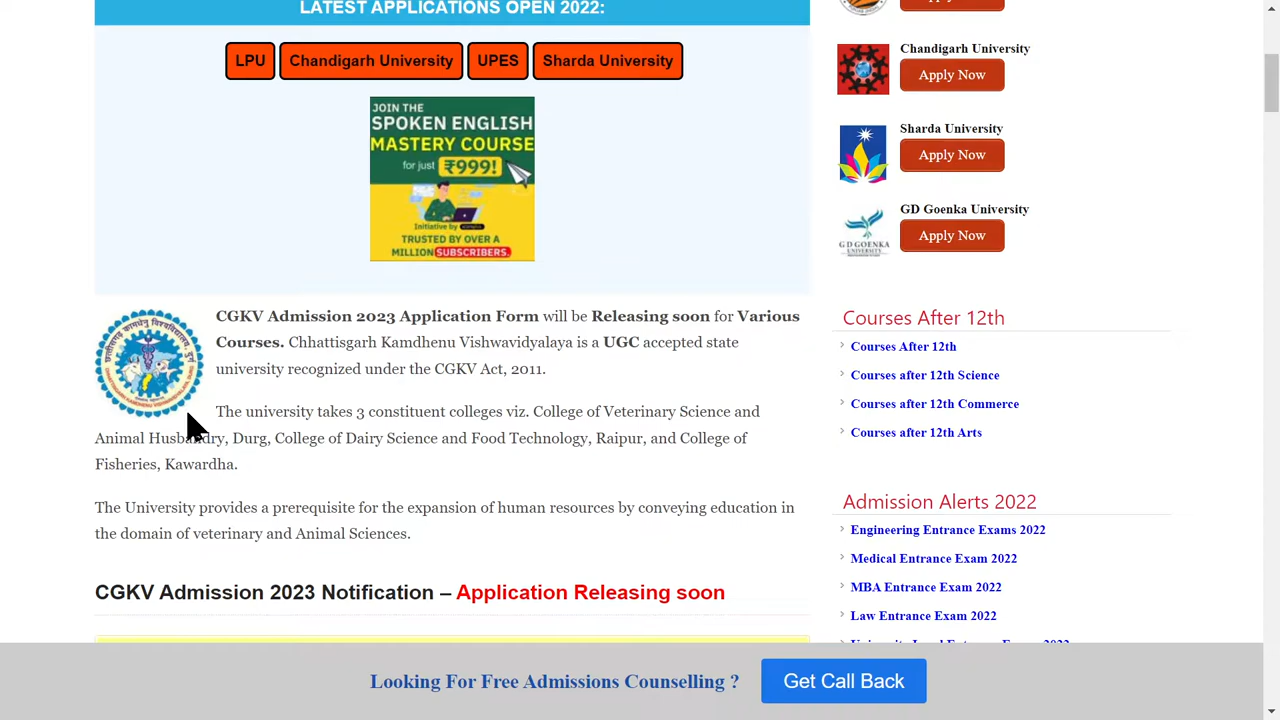 LATEST APPLICATIONS OPEN 2022:
LPU
Chandigarh University
UPES
Sharda University
JOIN THE
SPOKEN ENGLISH
MASTERY COURSE
for just ₹999!
Initiative by
TRUSTED BY OVER A
MILLION SUBSCRIBERS.
CGKV Admission 2023 Application Form will be Releasing soon for Various
Courses. Chhattisgarh Kamdhenu Vishwavidyalaya is a UGC accepted state
university recognized under the CGKV Act, 2011.
The university takes 3 constituent colleges viz. College of Veterinary Science and
Animal Husbandry, Durg, College of Dairy Science and Food Technology, Raipur, and College of
Fisheries, Kawardha.
The University provides a prerequisite for the expansion of human resources by conveying education in
the domain of veterinary and Animal Sciences.
CGKV Admission 2023 Notification – Application Releasing soon
Chandigarh University
Apply Now
Sharda University
Apply Now
GD Goenka University
G D GOENKA
UNIVERSITY
Apply Now
Courses After 12th
Courses After 12th
Courses after 12th Science
Courses after 12th Commerce
Courses after 12th Arts
Admission Alerts 2022
Engineering Entrance Exams 2022
Medical Entrance Exam 2022
MBA Entrance Exam 2022
Law Entrance Exam 2022
Looking For Free Admissions Counselling ?
Get Call Back